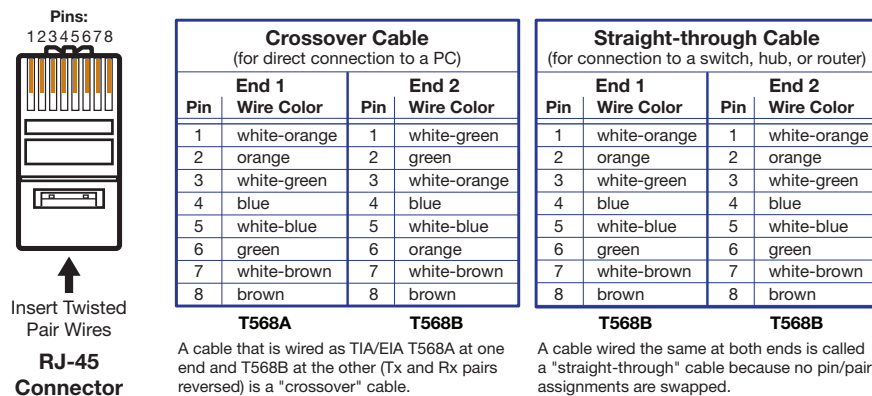 Pins:
12345678
Insert Twisted
Pair Wires
RJ-45
Connector
Crossover Cable
(for direct connection to a PC)
End 1 End 2
Pin Wire Color Pin Wire Color
1 white-orange 1 white-green
2 orange 2 green
3 white-green 3 white-orange
4 blue 4 blue
5 white-blue 5 white-blue
6 green 6 orange
7 white-brown 7 white-brown
8 brown 8 brown
T568A T568B
A cable that is wired as TIA/EIA T568A at one
end and T568B at the other (Tx and Rx pairs
reversed) is a "crossover" cable.
Straight-through Cable
(for connection to a switch, hub, or router)
End 1 End 2
Pin Wire Color Pin Wire Color
1 white-orange 1 white-orange
2 orange 2 orange
3 white-green 3 white-green
4 blue 4 blue
5 white-blue 5 white-blue
6 green 6 green
7 white-brown 7 white-brown
8 brown 8 brown
T568B T568B
A cable wired the same at both ends is called
a "straight-through" cable because no pin/pair
assignments are swapped.